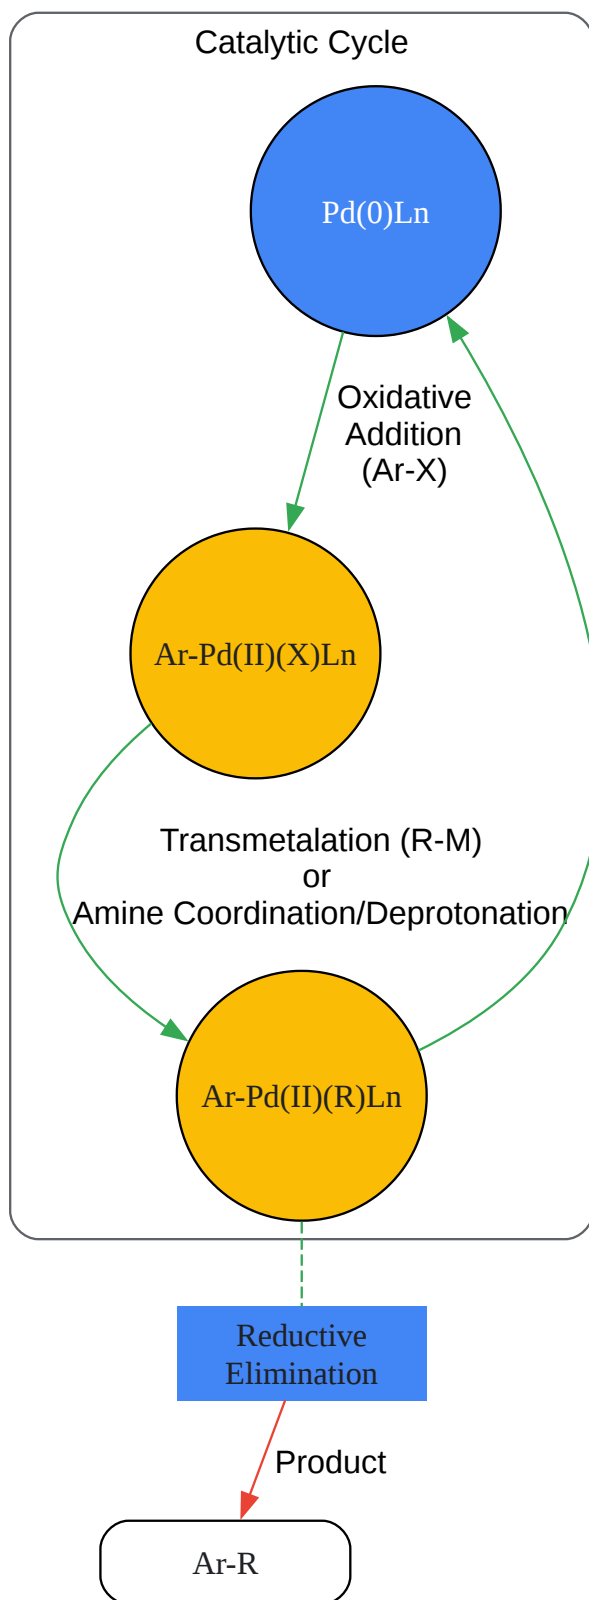 Catalytic Cycle
Pd(0)Ln
Oxidative
Addition
(Ar-X)
Ar-Pd(II)(X)Ln
Transmetalation (R-M)
or
Amine Coordination/Deprotonation
Ar-Pd(II)(R)Ln
Reductive
Elimination
Product
Ar-R